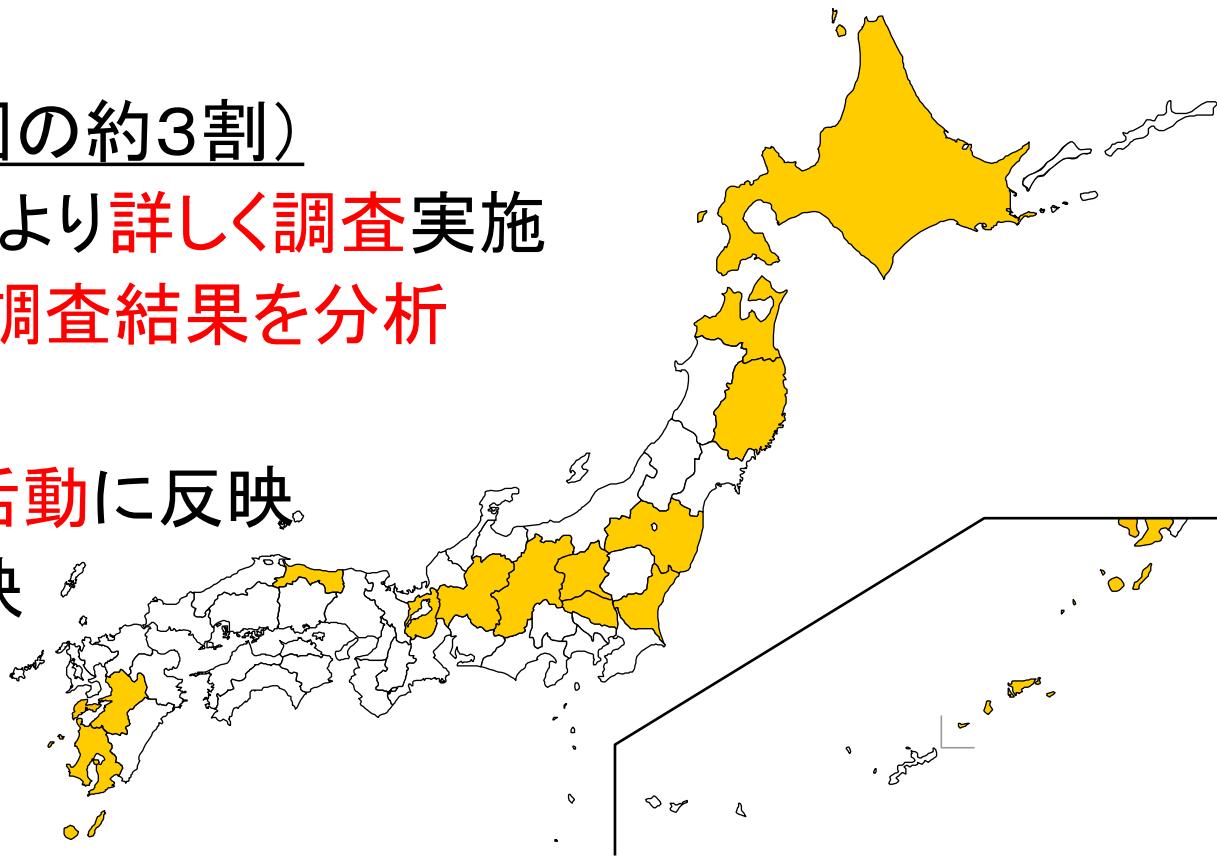 の約３割）
より詳しく調査実施
調査結果を分析
活動に反映
映